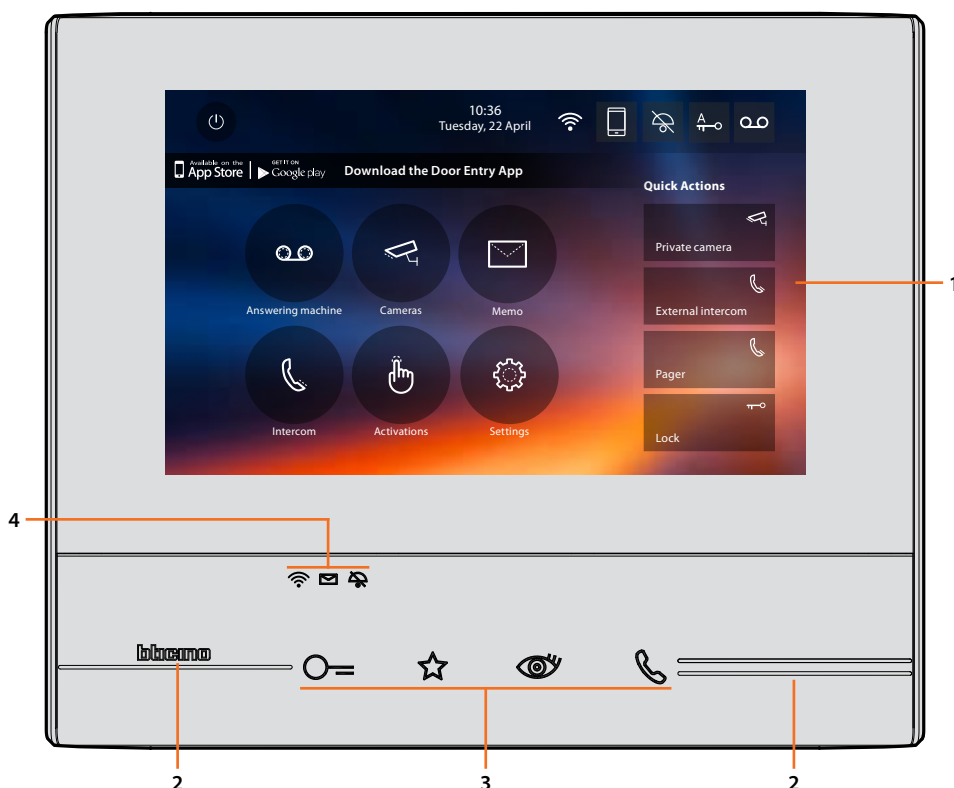 10:36
Tuesday, 22 April
A
Available on the
App Store
GET IT ON
Google play
Download the Door Entry App
Quick Actions
Private camera
External intercom
Pager
Lock
Answering machine
Cameras
Memo
Intercom
Activations
Settings
1
4
bticino
2
3
2